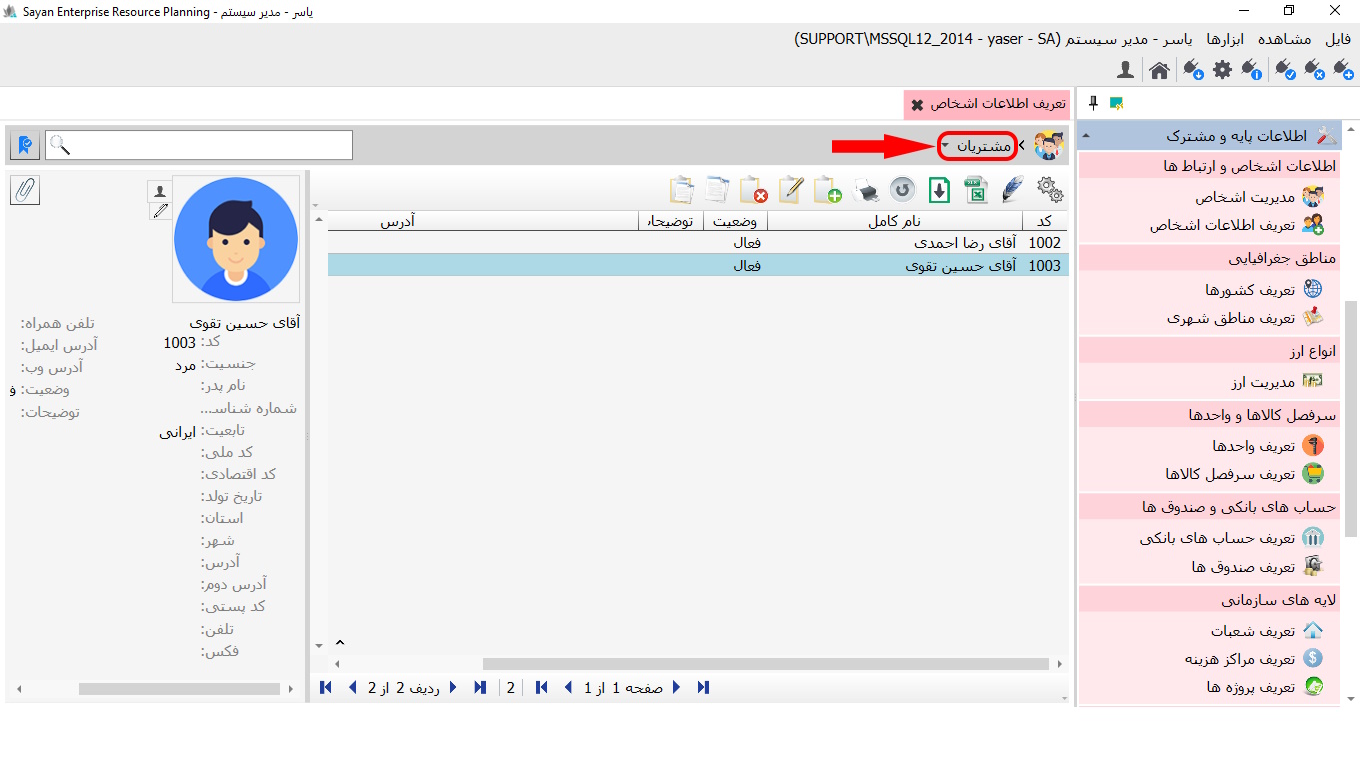 Sayan Enterprise Resource Planning - یاسر - مدیر سیستم
فایل مشاهده ابزارها یاسر - مدیر سیستم (SUPPORT\MSSQL12_2014 - yaser - SA)
تعریف اطلاعات اشخاص
مشتریان
کد نام کامل وضعیت توضیحات آدرس
1002 آقای رضا احمدی فعال
1003 آقای حسین تقوی فعال
صفحه 1 از 1
2
ردیف 2 از 2
آقای حسین تقوی
کد: 1003
جنسیت: مرد
نام پدر:
شماره شناس...
تابعیت: ایرانی
کد ملی:
کد اقتصادی:
تاریخ تولد:
استان:
شهر:
آدرس:
آدرس دوم:
کد پستی:
تلفن:
فکس:
تلفن همراه:
آدرس ایمیل:
آدرس وب:
وضعیت: و
توضیحات:
اطلاعات پایه و مشترک
اطلاعات اشخاص و ارتباط ها
مدیریت اشخاص
تعریف اطلاعات اشخاص
مناطق جغرافیایی
تعریف کشورها
تعریف مناطق شهری
انواع ارز
مدیریت ارز
سرفصل کالاها و واحدها
تعریف واحدها
تعریف سرفصل کالاها
حساب های بانکی و صندوق ها
تعریف حساب های بانکی
تعریف صندوق ها
لایه های سازمانی
تعریف شعبات
تعریف مراکز هزینه
تعریف پروژه ها